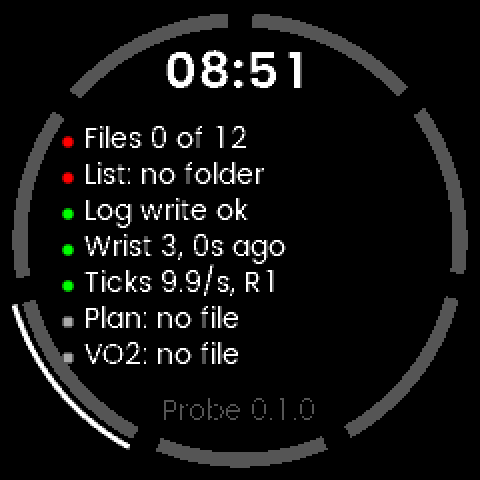 08:51
Files 0 of 12
List: no folder
Log write ok
Wrist 3, 0s ago
Ticks 9.9/s, R1
Plan: no file
VO2: no file
Probe 0.1.0